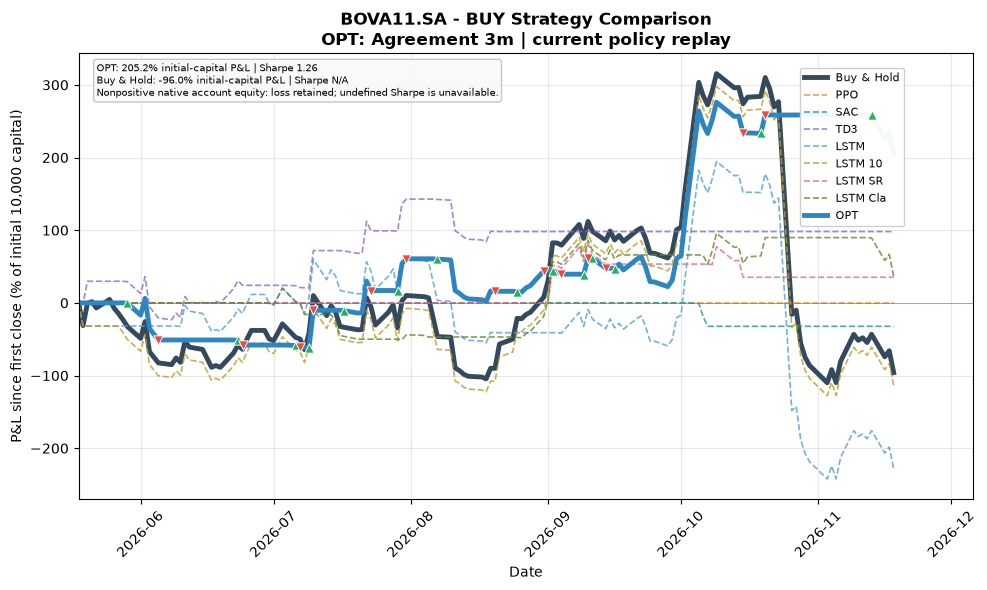 BOVA11.SA - BUY Strategy Comparison
OPT: Agreement 3m | current policy replay
OPT: 205.2% initial-capital P&L | Sharpe 1.26
Buy & Hold: -96.0% initial-capital P&L | Sharpe N/A
Nonpositive native account equity: loss retained; undefined Sharpe is unavailable.
Buy & Hold
PPO
SAC
TD3
LSTM
LSTM 10
LSTM SR
LSTM Cla
OPT
P&L since first close (% of initial 10,000 capital)
300
200
100
0
−100
−200
2026-06
2026-07
2026-08
2026-09
2026-10
2026-11
2026-12
Date